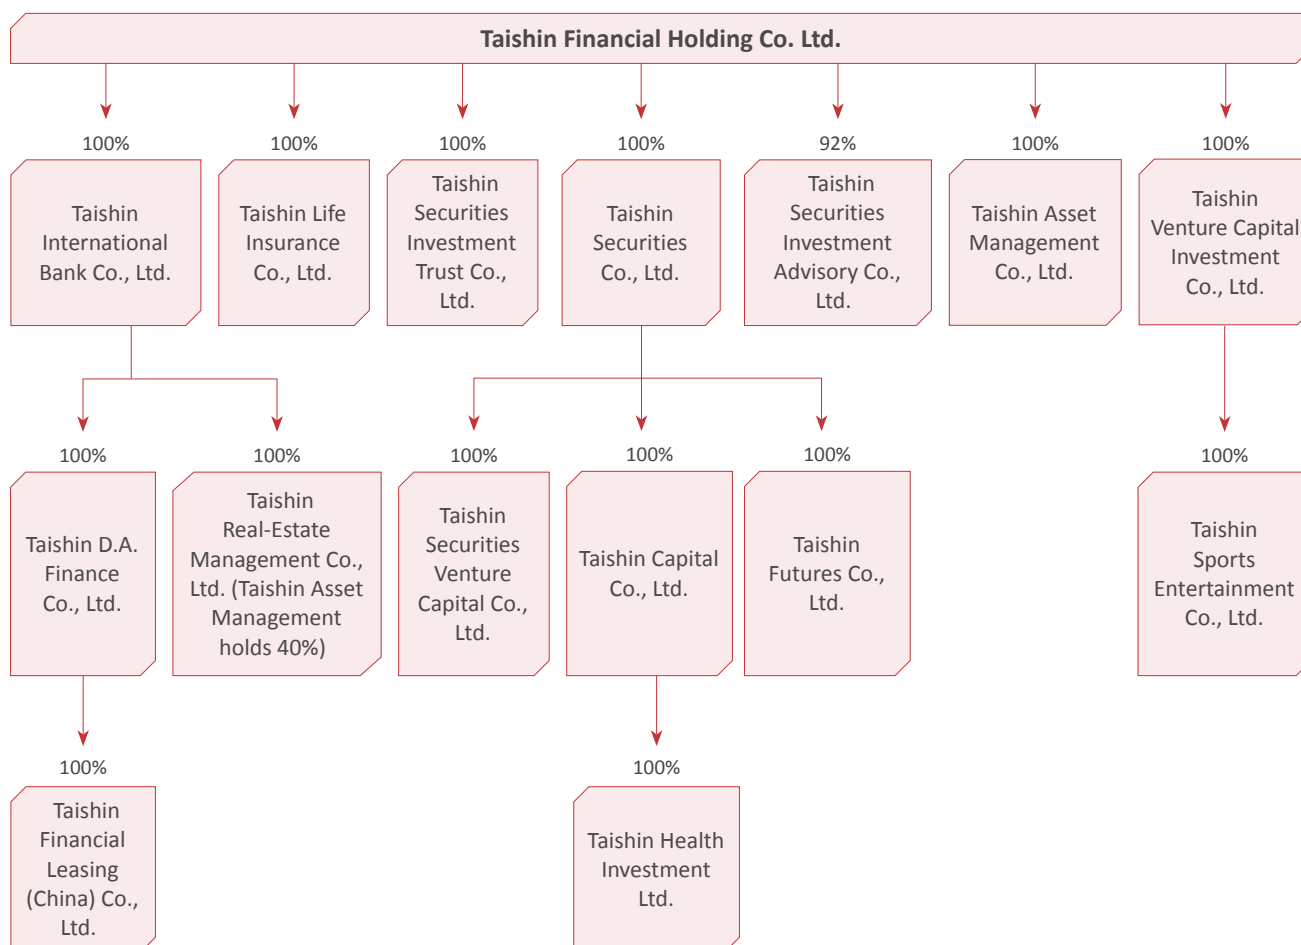 Taishin Financial Holding Co. Ltd.
100%
100%
100%
100%
92%
100%
100%
Taishin
International
Bank Co., Ltd.
Taishin Life
Insurance
Co., Ltd.
Taishin
Securities
Investment
Trust Co.,
Ltd.
Taishin
Securities
Co., Ltd.
Taishin
Securities
Investment
Advisory Co.,
Ltd.
Taishin Asset
Management
Co., Ltd.
Taishin
Venture Capital
Investment
Co., Ltd.
100%
100%
100%
100%
100%
100%
Taishin D.A.
Finance
Co., Ltd.
Taishin
Real-Estate
Management Co.,
Ltd. (Taishin Asset
Management
holds 40%)
Taishin
Securities
Venture
Capital Co.,
Ltd.
Taishin Capital
Co., Ltd.
Taishin
Futures Co.,
Ltd.
Taishin
Sports
Entertainment
Co., Ltd.
100%
100%
Taishin
Financial
Leasing
(China) Co.,
Ltd.
Taishin Health
Investment
Ltd.